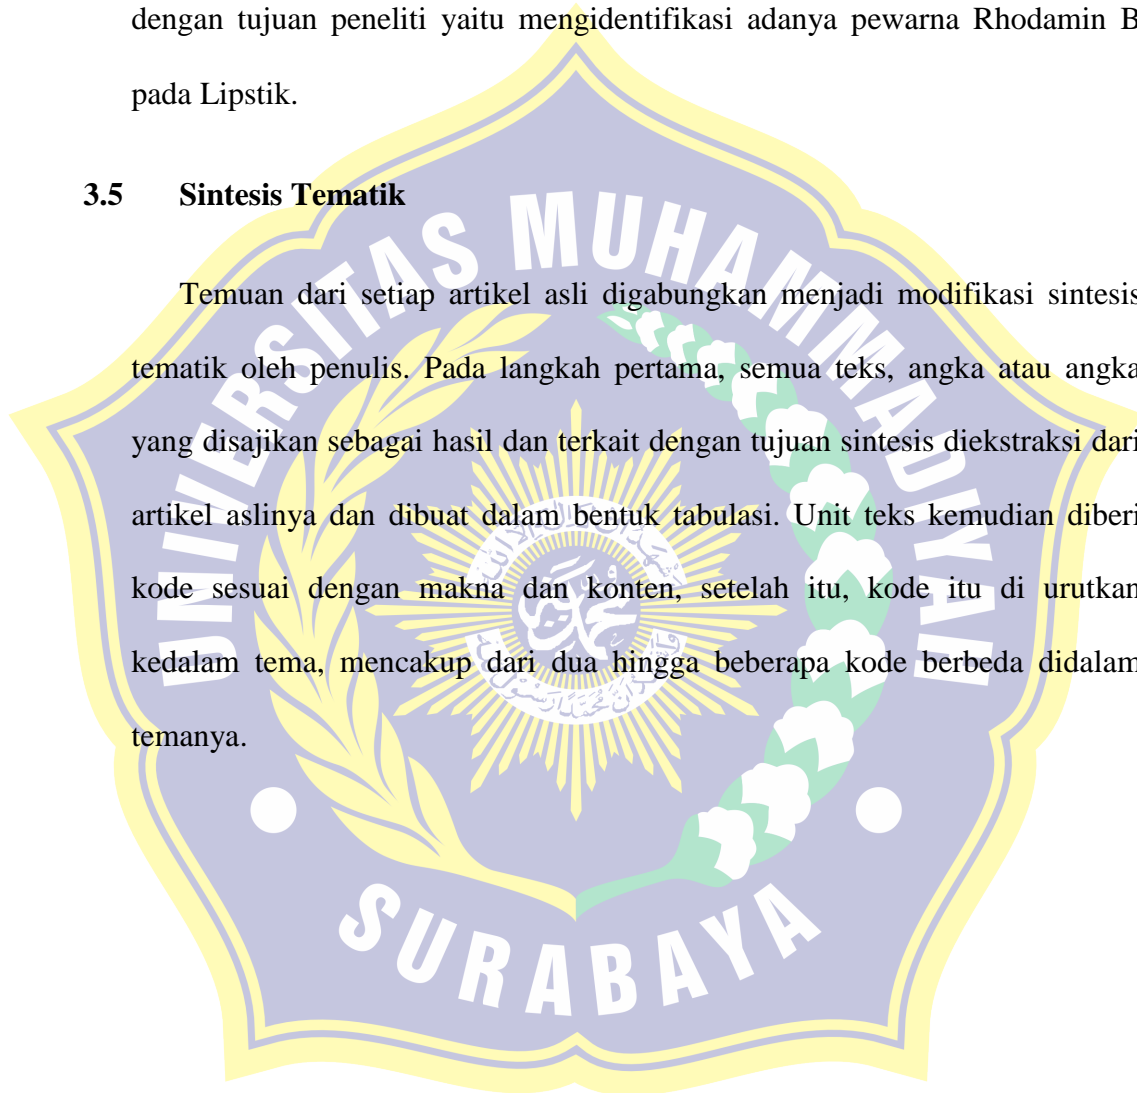 dengan tujuan peneliti yaitu mengidentifikasi adanya pewarna Rhodamin B
pada Lipstik.
3.5 Sintesis Tematik
Temuan dari setiap artikel asli digabungkan menjadi modifikasi sintesis
tematik oleh penulis. Pada langkah pertama, semua teks, angka atau angka
yang disajikan sebagai hasil dan terkait dengan tujuan sintesis diekstraksi dari
artikel aslinya dan dibuat dalam bentuk tabulasi. Unit teks kemudian diberi
kode sesuai dengan makna dan konten, setelah itu, kode itu di urutkan
kedalam tema, mencakup dari dua hingga beberapa kode berbeda didalam
temanya.
UNIVERSITAS MUHAMMADIYAH
SURABAYA